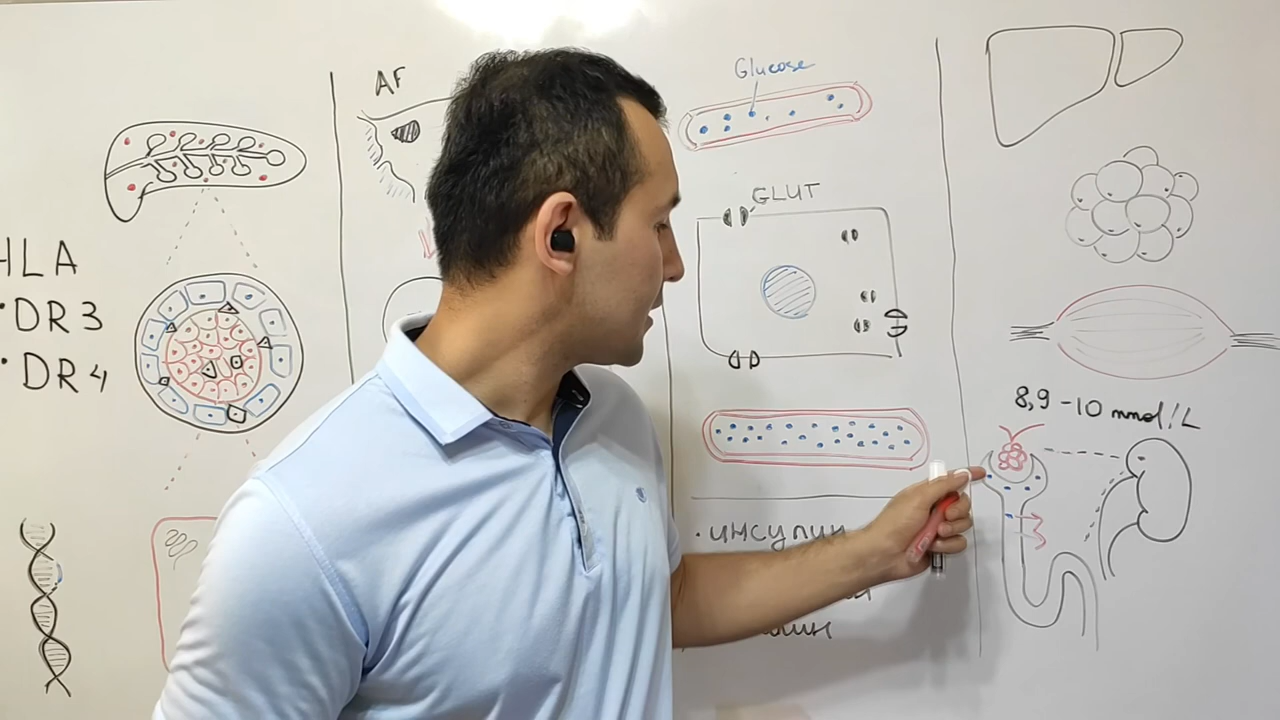 HLA
•DR3
•DR4
AF
Glucose
GLUT
•инсулин
8,9-10 mmol/L